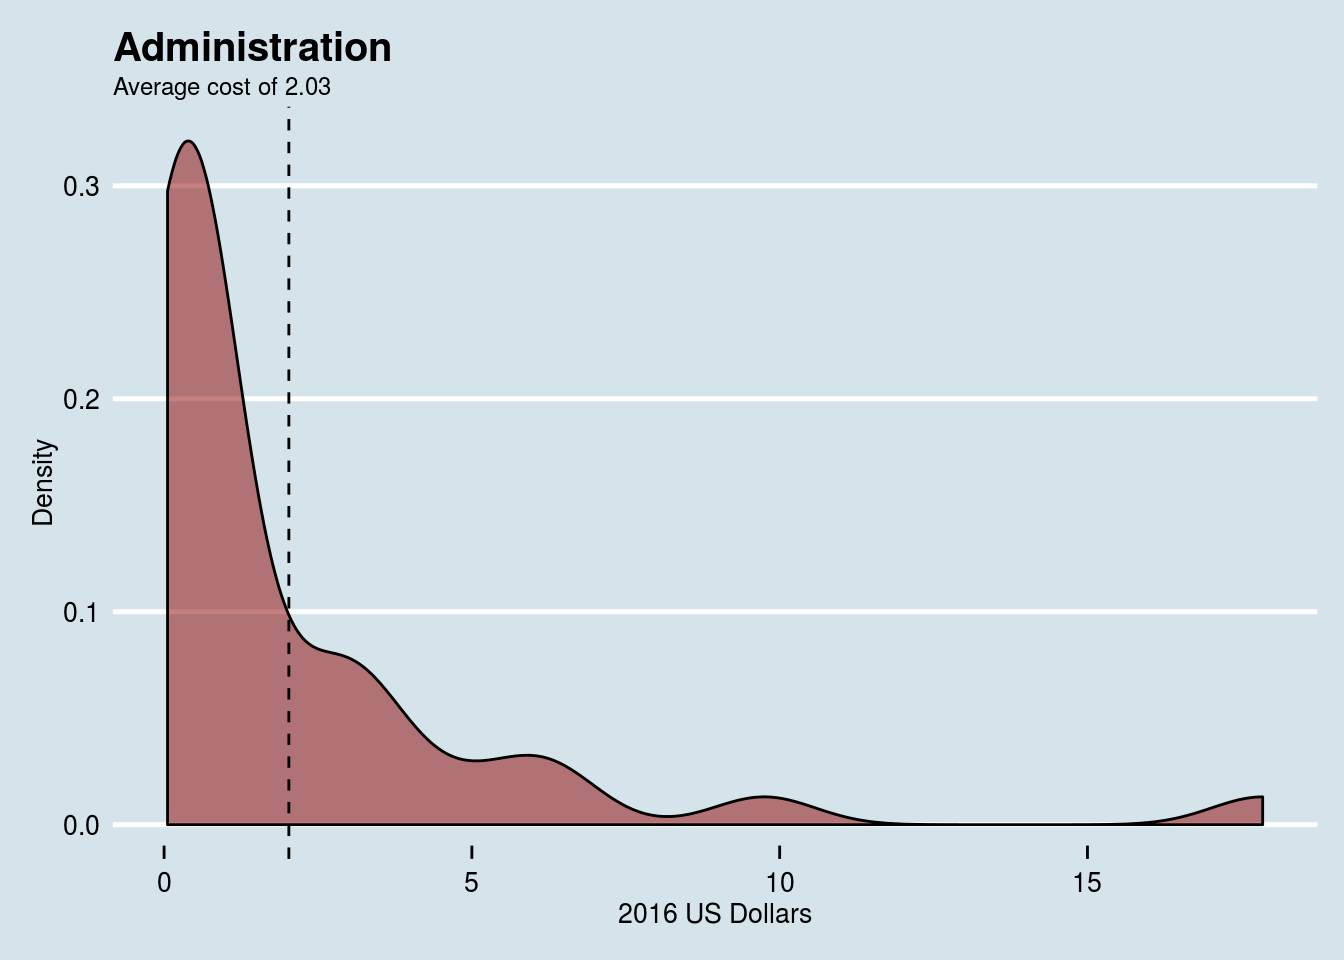 Administration
Average cost of 2.03
0.3
0.2
0.1
0.0
Density
0 5 10 15
2016 US Dollars